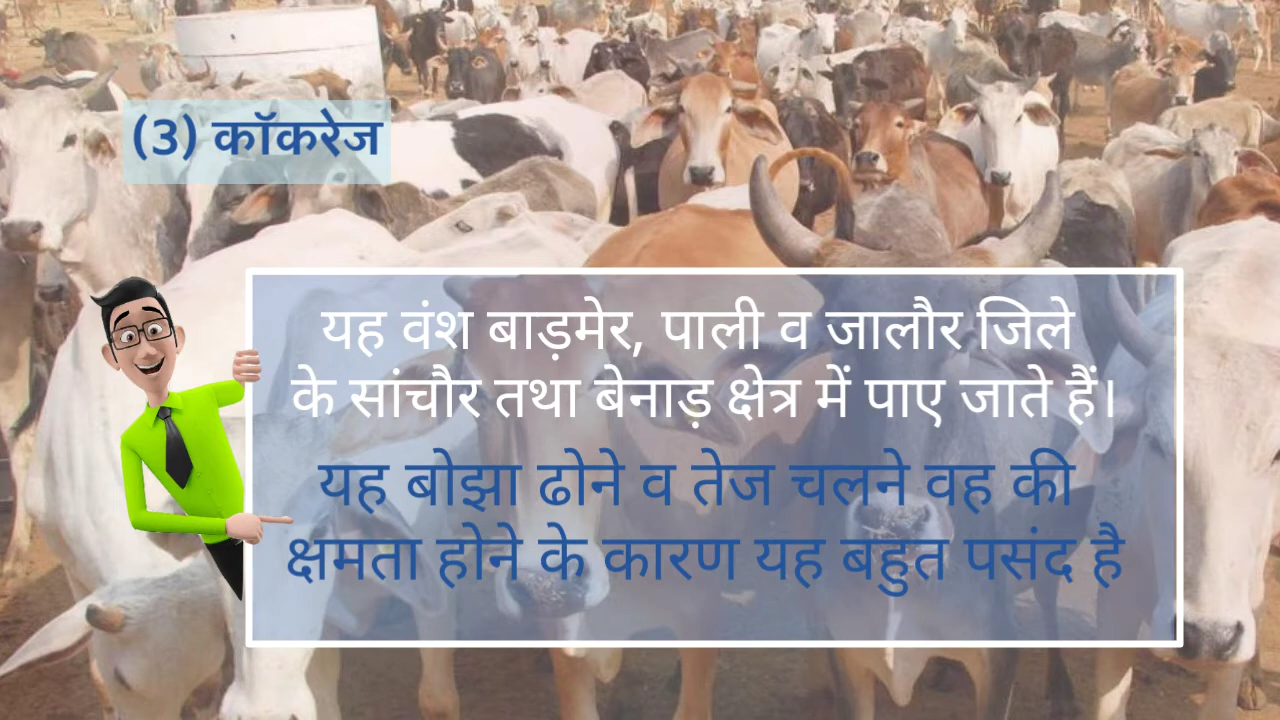 (3) कॉकरेज
यह वंश बाड़मेर, पाली व जालौर जिले
के सांचौर तथा बेनाड़ क्षेत्र में पाए जाते हैं।
यह बोझा ढोने व तेज चलने वह की
क्षमता होने के कारण यह बहुत पसंद है